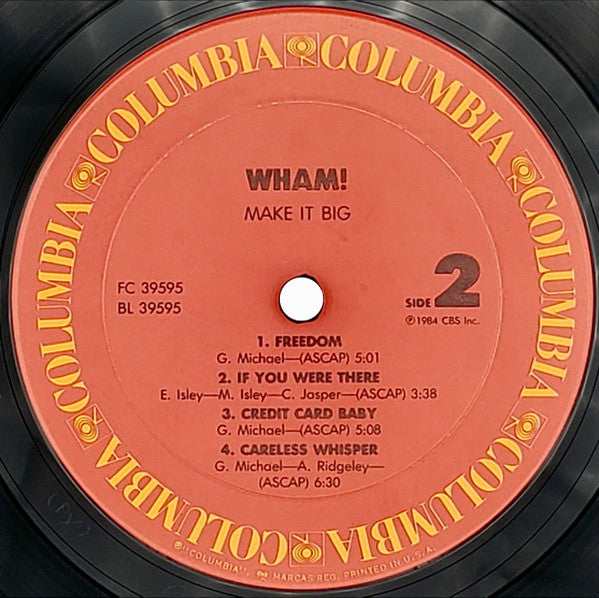 COLUMBIA COLUMBIA COLUMBIA COLUMBIA COLUMBIA COLUMBIA COLUMBIA COLUMBIA
WHAM!
MAKE IT BIG
FC 39595
BL 39595
SIDE 2
℗1984 CBS Inc.
1. FREEDOM
G. Michael—(ASCAP) 5:01
2. IF YOU WERE THERE
E. Isley—M. Isley—C. Jasper—(ASCAP) 3:38
3. CREDIT CARD BABY
G. Michael—(ASCAP) 5:08
4. CARELESS WHISPER
G. Michael—A. Ridgeley—
(ASCAP) 6:30
®"COLUMBIA", MARCAS REG. PRINTED IN U.S.A.